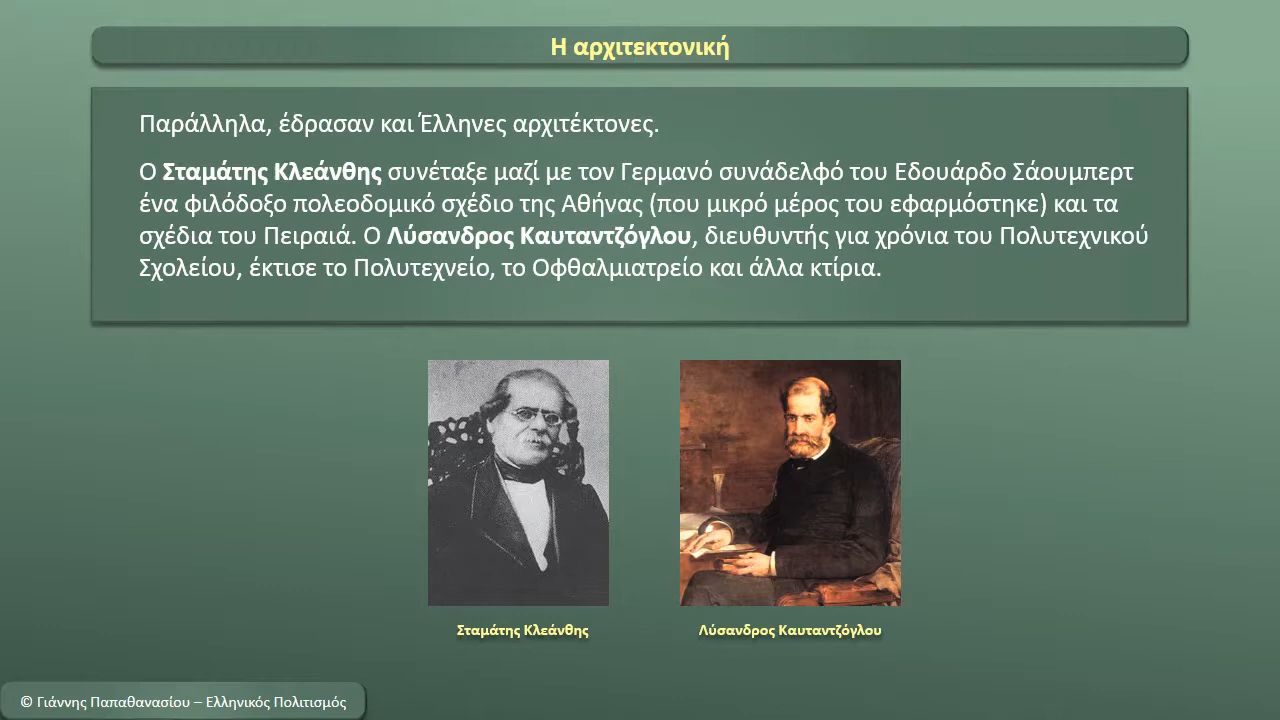 Η αρχιτεκτονική
Παράλληλα, έδρασαν και Έλληνες αρχιτέκτονες.
Ο Σταμάτης Κλεάνθης συνέταξε μαζί με τον Γερμανό συνάδελφό του Εδουάρδο Σάουμπερτ
ένα φιλόδοξο πολεοδομικό σχέδιο της Αθήνας (που μικρό μέρος του εφαρμόστηκε) και τα
σχέδια του Πειραιά. Ο Λύσανδρος Καυταντζόγλου, διευθυντής για χρόνια του Πολυτεχνικού
Σχολείου, έκτισε το Πολυτεχνείο, το Οφθαλμιατρείο και άλλα κτίρια.
Σταμάτης Κλεάνθης
Λύσανδρος Καυταντζόγλου
© Γιάννης Παπαθανασίου – Ελληνικός Πολιτισμός